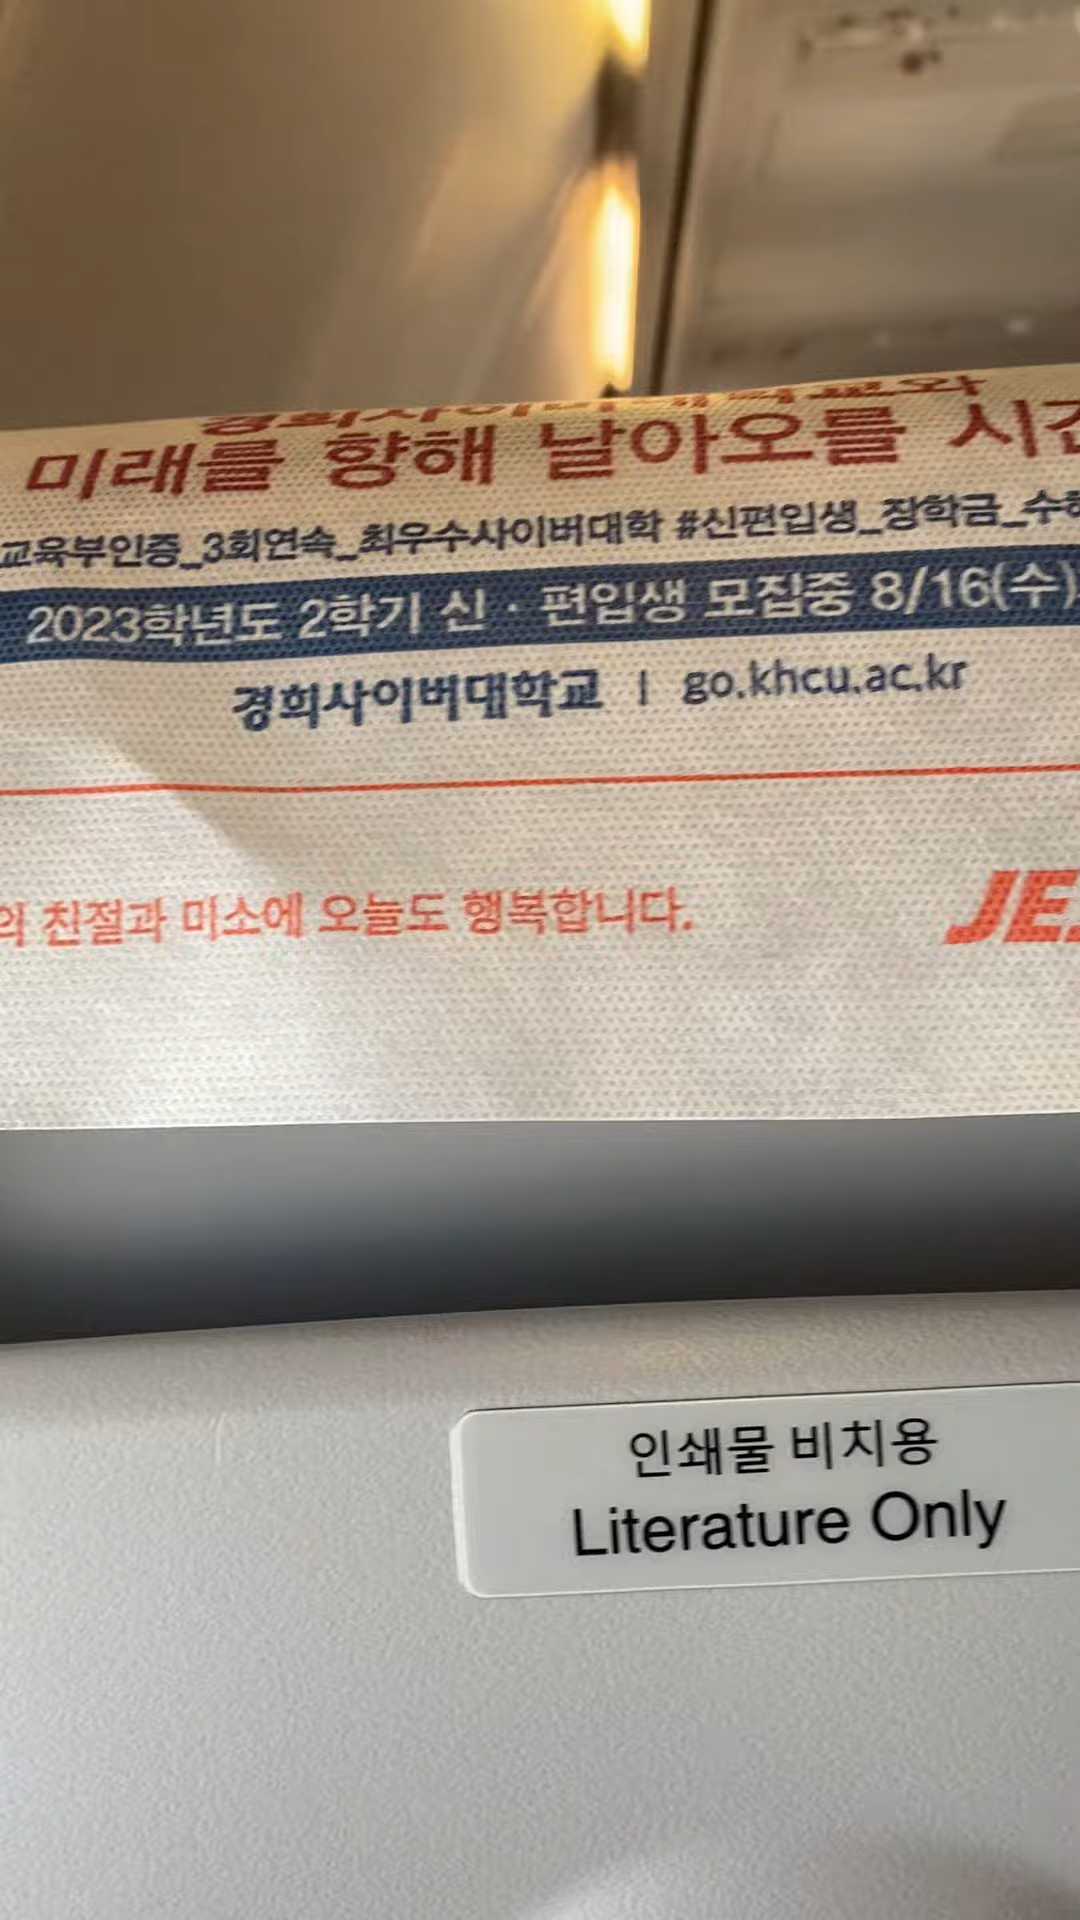 미래를 향해 날아오를
교육부인증_3회연속_최우수사이버대학 #신편입생_장학금_
2023학년도 2학기 신 · 편입생 모집중 8/16(수)
경희사이버대학교 | go.khcu.ac.kr
친절과 미소에 오늘도 행복합니다.
인쇄물 비치용
Literature Only